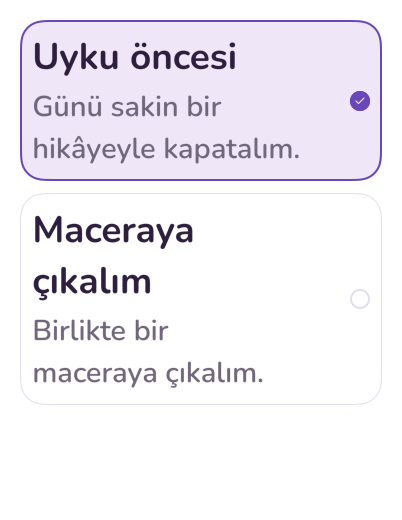 Uyku öncesi
Günü sakin bir
hikâyeyle kapatalım.
Maceraya
çıkalım
Birlikte bir
maceraya çıkalım.